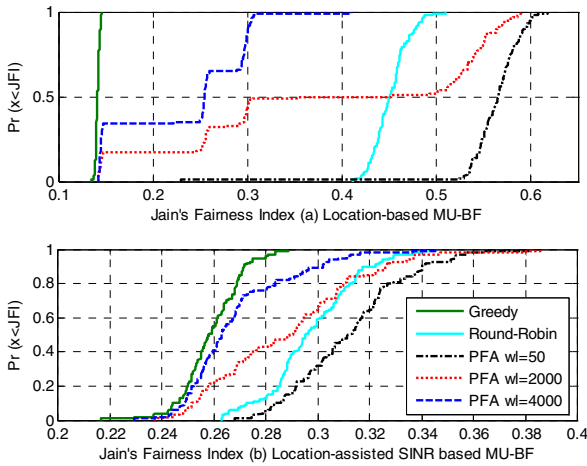 1
0.5
0
Pr (x<JFI)
0.1 0.2 0.3 0.4 0.5 0.6
Jain's Fairness Index (a) Location-based MU-BF
1
0.8
0.6
0.4
0.2
0
Pr (x<JFI)
Greedy
Round-Robin
PFA wl=50
PFA wl=2000
PFA wl=4000
0.2 0.22 0.24 0.26 0.28 0.30 0.32 0.34 0.36 0.38 0.4
Jain's Fairness Index (b) Location-assisted SINR based MU-BF